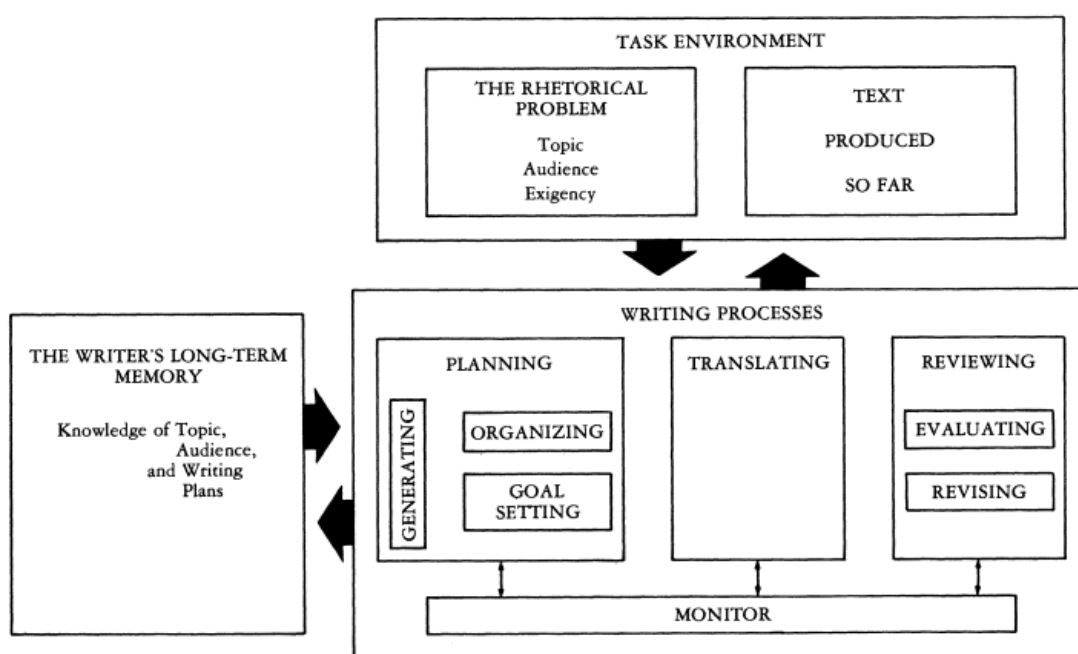 TASK ENVIRONMENT
THE RHETORICAL
PROBLEM
Topic
Audience
Exigency
TEXT
PRODUCED
SO FAR
THE WRITER'S LONG-TERM
MEMORY
Knowledge of Topic,
Audience,
and Writing
Plans
WRITING PROCESSES
PLANNING
GENERATING
ORGANIZING
GOAL
SETTING
TRANSLATING
REVIEWING
EVALUATING
REVISING
MONITOR